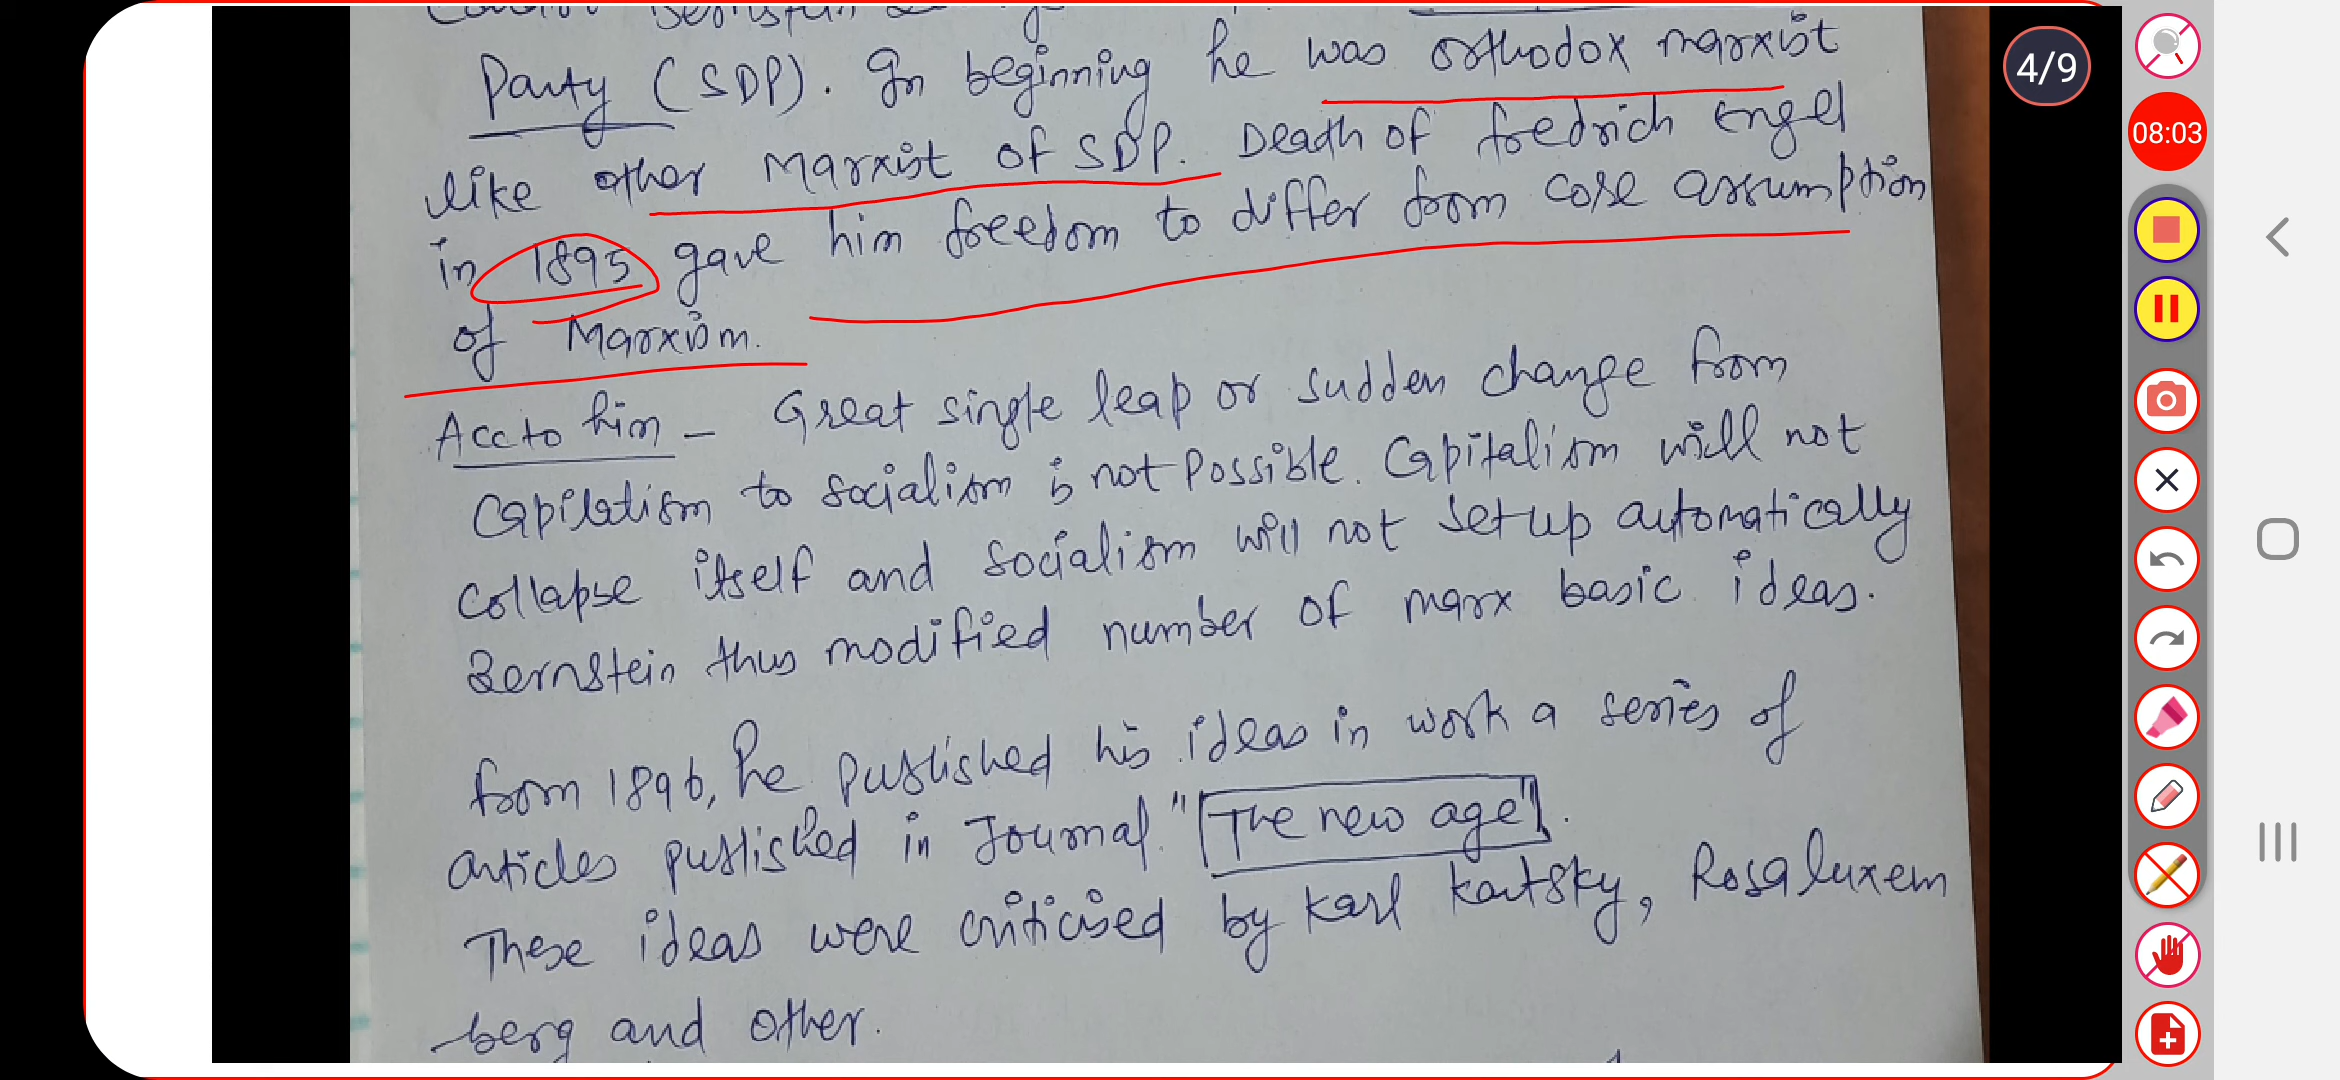 4/9
08:03
Party (SDP). In beginning he was orthodox marxist
like other Marxist of SDP. Death of fredrich engel
in 1895 gave him freedom to differ from core assumption
of Marxism.
Acc to him - Great single leap or sudden change from
Capitalism to socialism is not possible. Capitalism will not
collapse itself and socialism will not setup automatically
Bernstein thus modified number of marx basic ideas.
from 1896, he published his ideas in work a series of
articles published in Journal "The new age".
These ideas were criticised by Karl Kautsky, Rosa luxem
-berg and other.